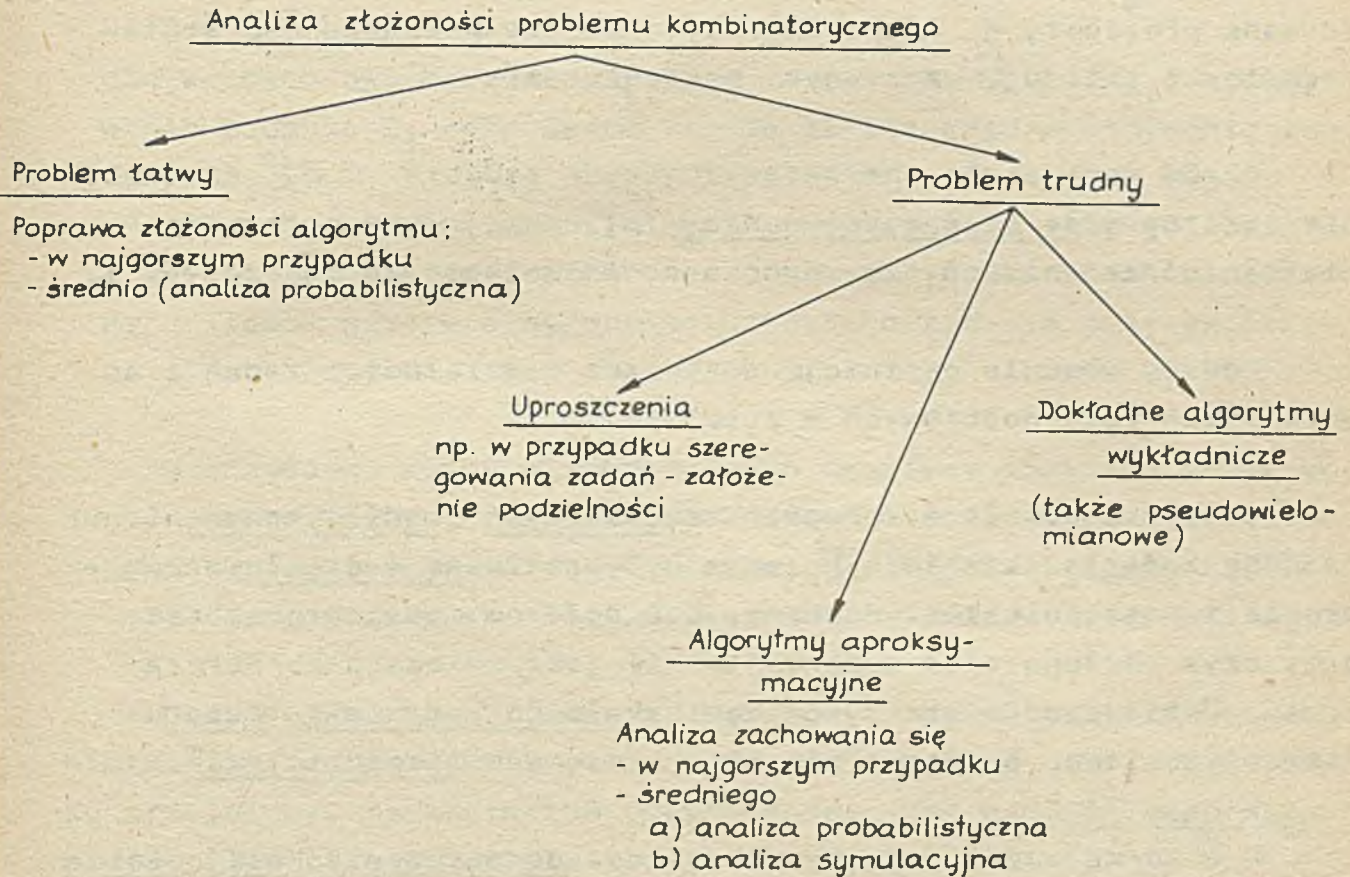 Analiza złożoności problemu kombinatorycznego
Problem łatwy
Poprawa złożoności algorytmu:
- w najgorszym przypadku
- średnio (analiza probabilistyczna)
Problem trudny
Uproszczenia
np. w przypadku szere-
gowania zadań - założe-
nie podzielności
Dokładne algorytmy
wykładnicze
(także pseudowielo-
mianowe)
Algorytmy aproksy-
macyjne
Analiza zachowania się
- w najgorszym przypadku
- średniego
a) analiza probabilistyczna
b) analiza symulacyjna